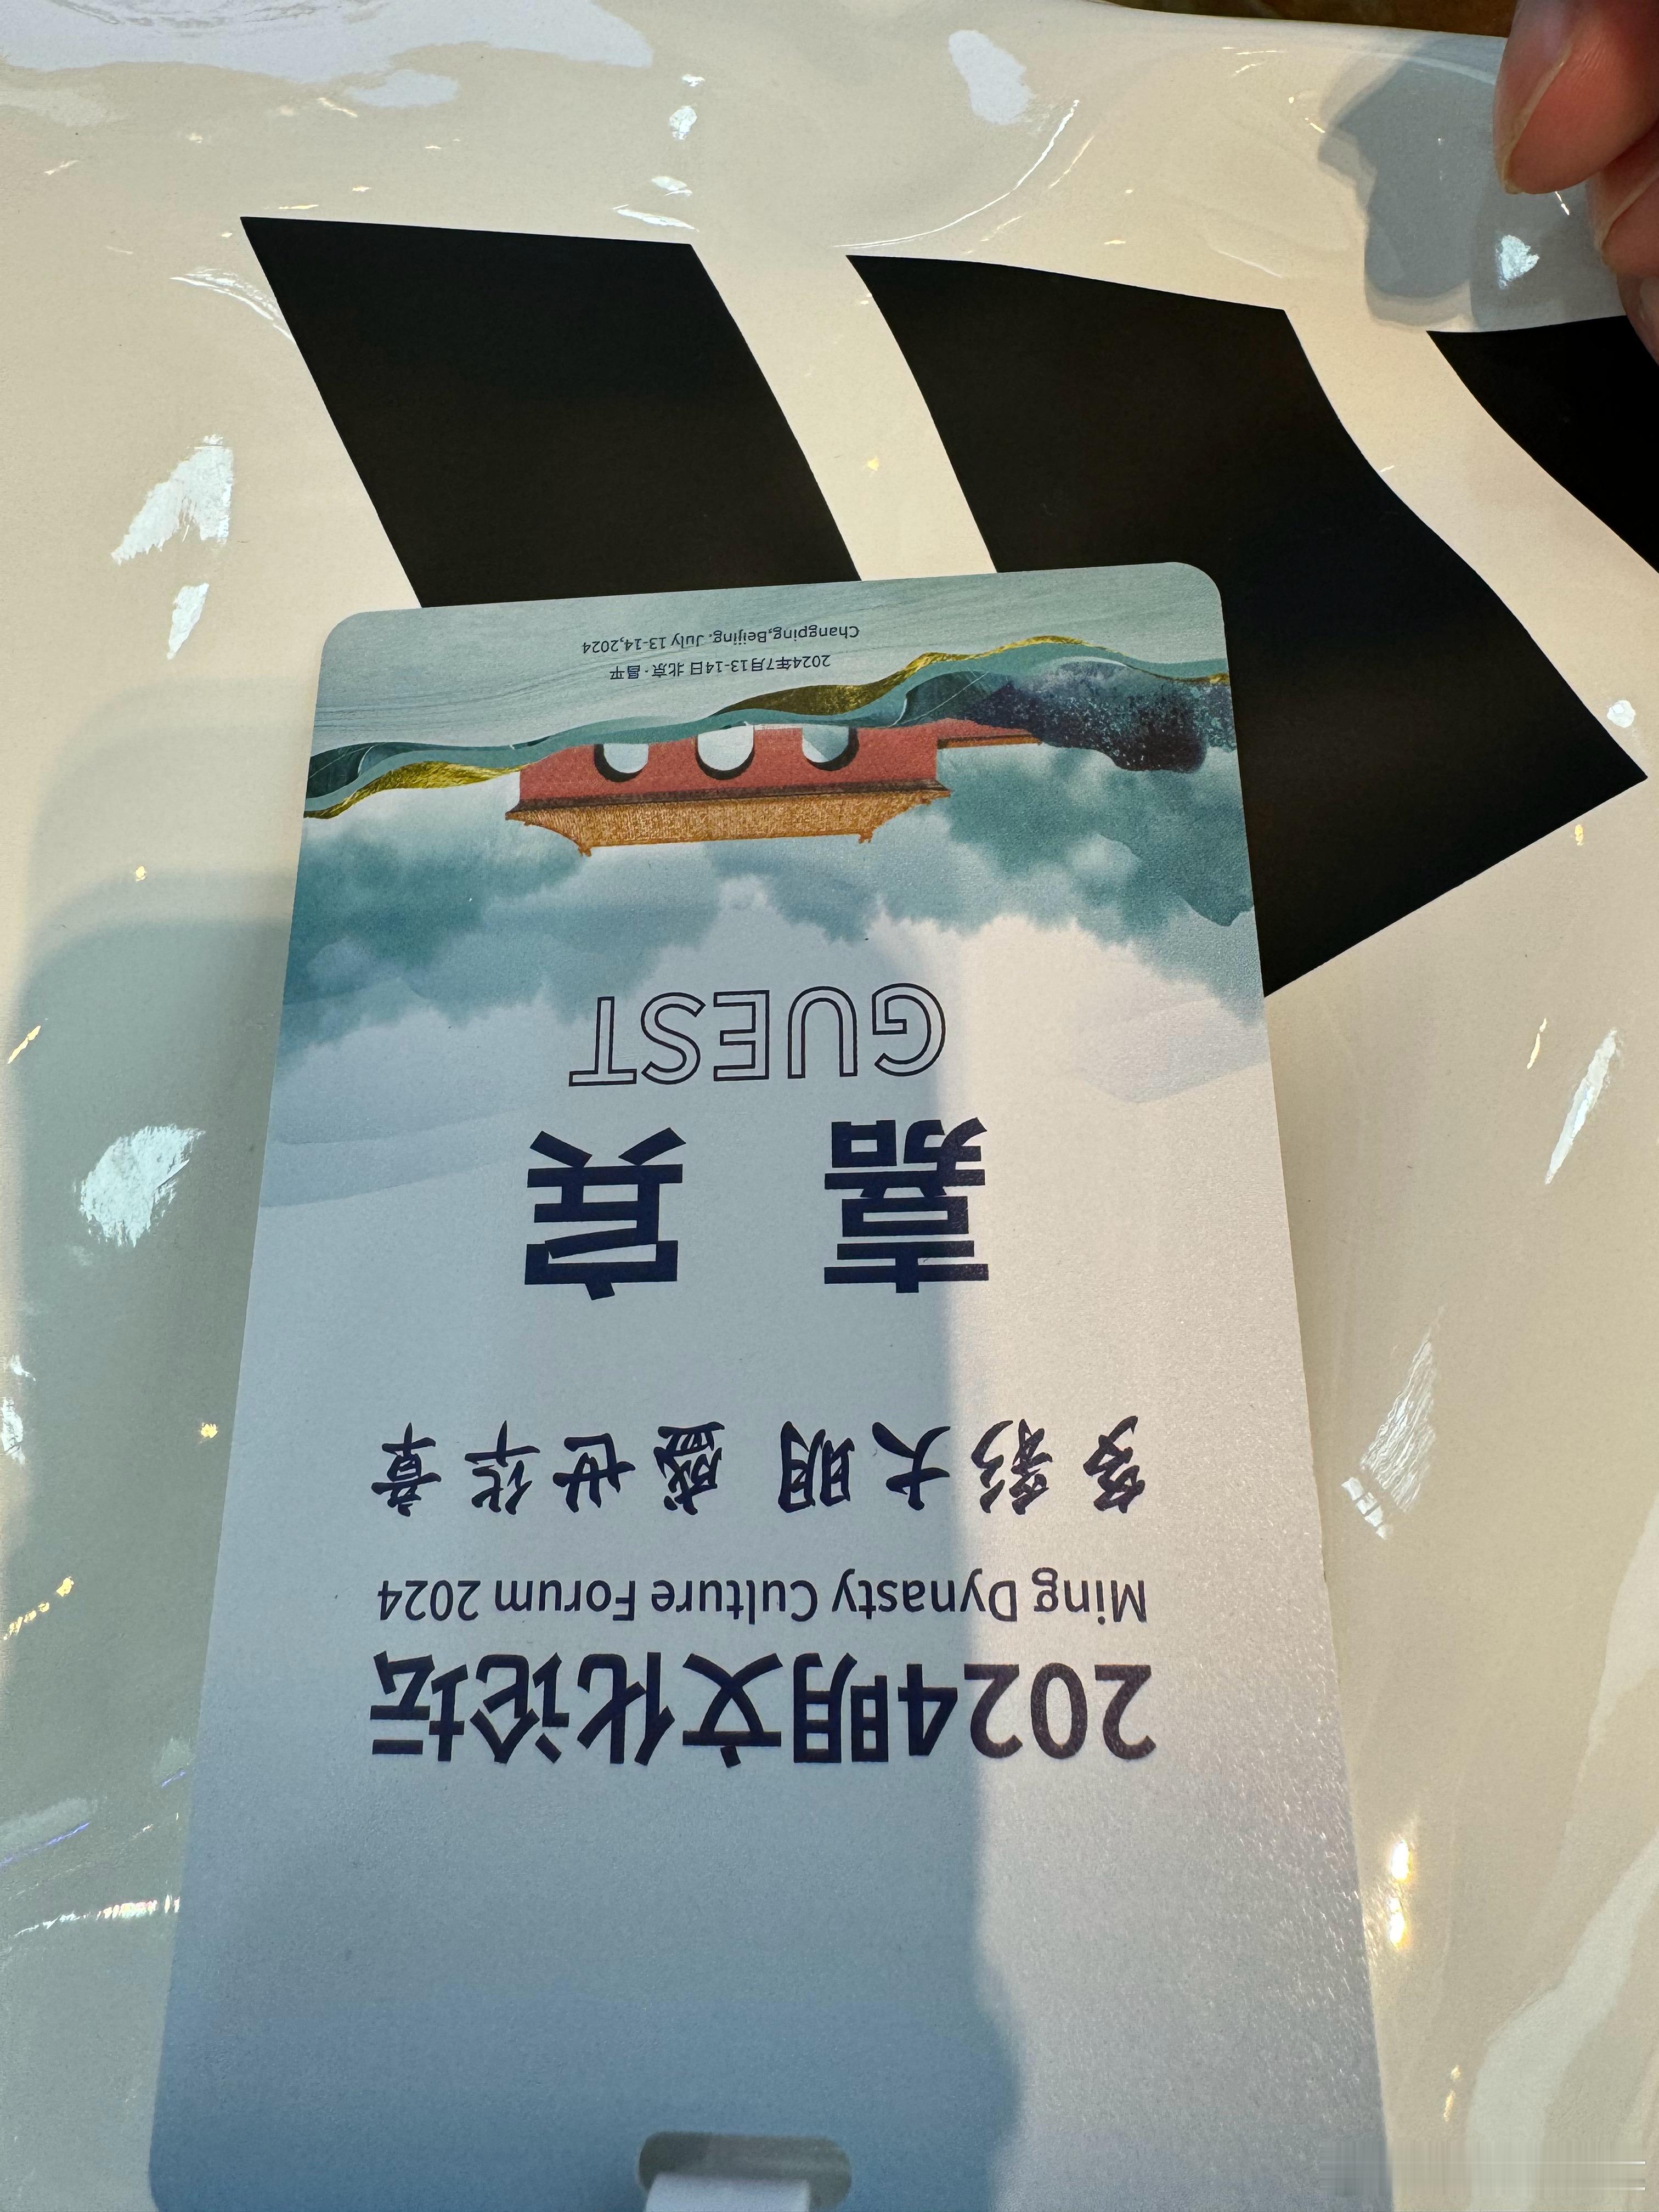 2024明文化论坛
Ming Dynasty Culture Forum 2024
多彩大明 盛世华章
嘉宾
GUEST
2024年7月13-14日 北京·昌平
Changping,Beijing. July 13-14,2024